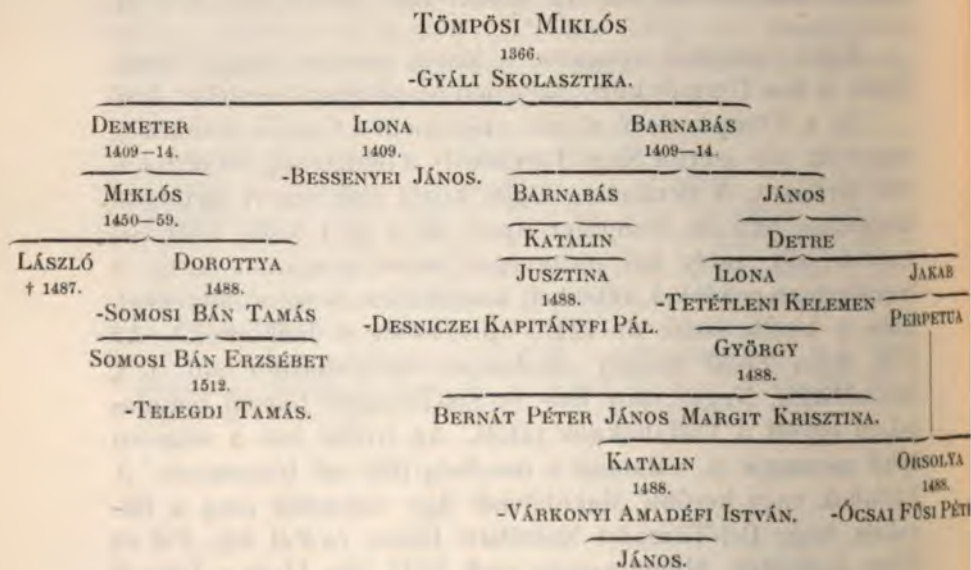 TÖMPÖSI MIKLÓS
1366.
-GYÁLI SKOLASZTIKA.
DEMETER ILONA BARNABÁS
1409—14. 1409. 1409—14.
MIKLÓS -BESSENYEI JÁNOS. BARNABÁS JÁNOS
1450—59. KATALIN DETRE
LÁSZLÓ DOROTTYA JUSZTINA ILONA JAKAB
† 1487. 1488. 1488. -TETÉTLENI KELEMEN PERPETUA
-SOMOSI BÁN TAMÁS -DESNICZEI KAPITÁNYFI PÁL.
SOMOSI BÁN ERZSÉBET GYÖRGY
1512. 1488.
-TELEGDI TAMÁS. BERNÁT PÉTER JÁNOS MARGIT KRISZTINA.
KATALIN ORSOLYA
1488. 1488.
-VÁRKONYI AMADÉFI ISTVÁN. -ÓCSAI FŰSI PÉT
JÁNOS.